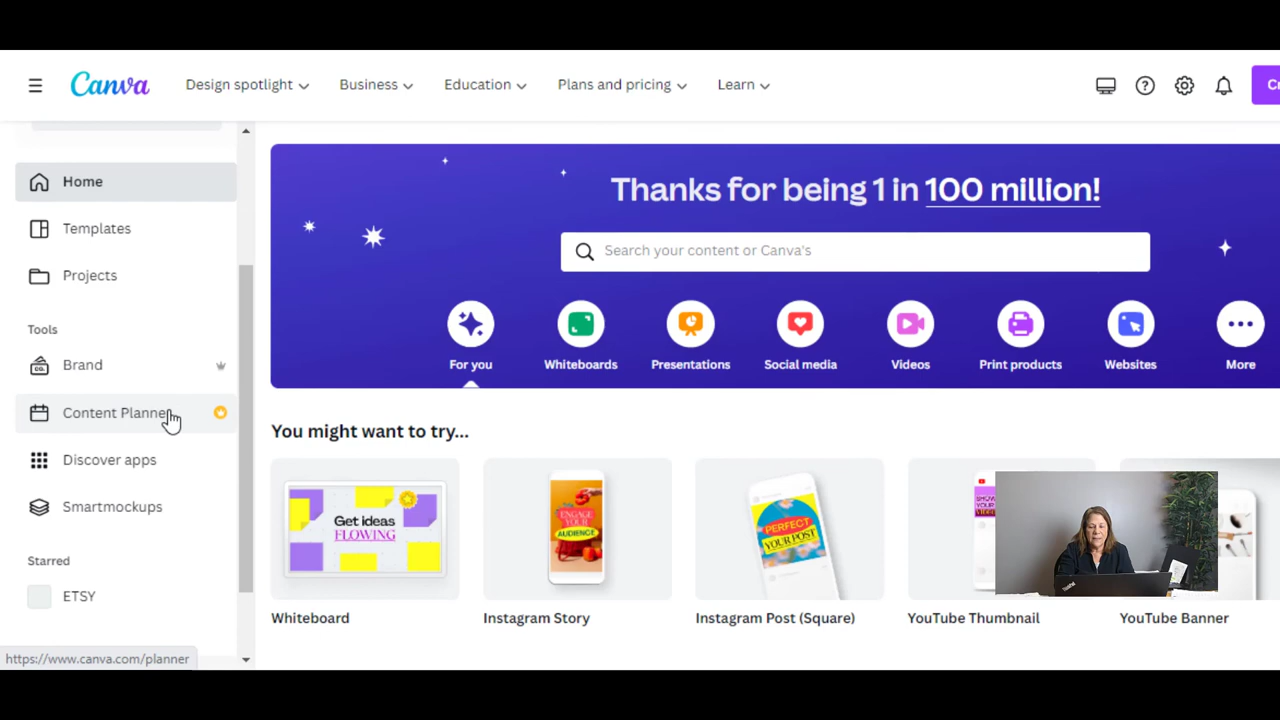 Canva
Design spotlight
Business
Education
Plans and pricing
Learn
Home
Templates
Projects
Tools
Brand
Content Planner
Discover apps
Smartmockups
Starred
ETSY
https://www.canva.com/planner
Thanks for being 1 in 100 million!
Search your content or Canva's
For you
Whiteboards
Presentations
Social media
Videos
Print products
Websites
More
You might want to try...
Get ideas
FLOWING
ENGAGE
YOUR
AUDIENCE
PERFECT
YOUR POST
Whiteboard
Instagram Story
Instagram Post (Square)
YouTube Thumbnail
YouTube Banner